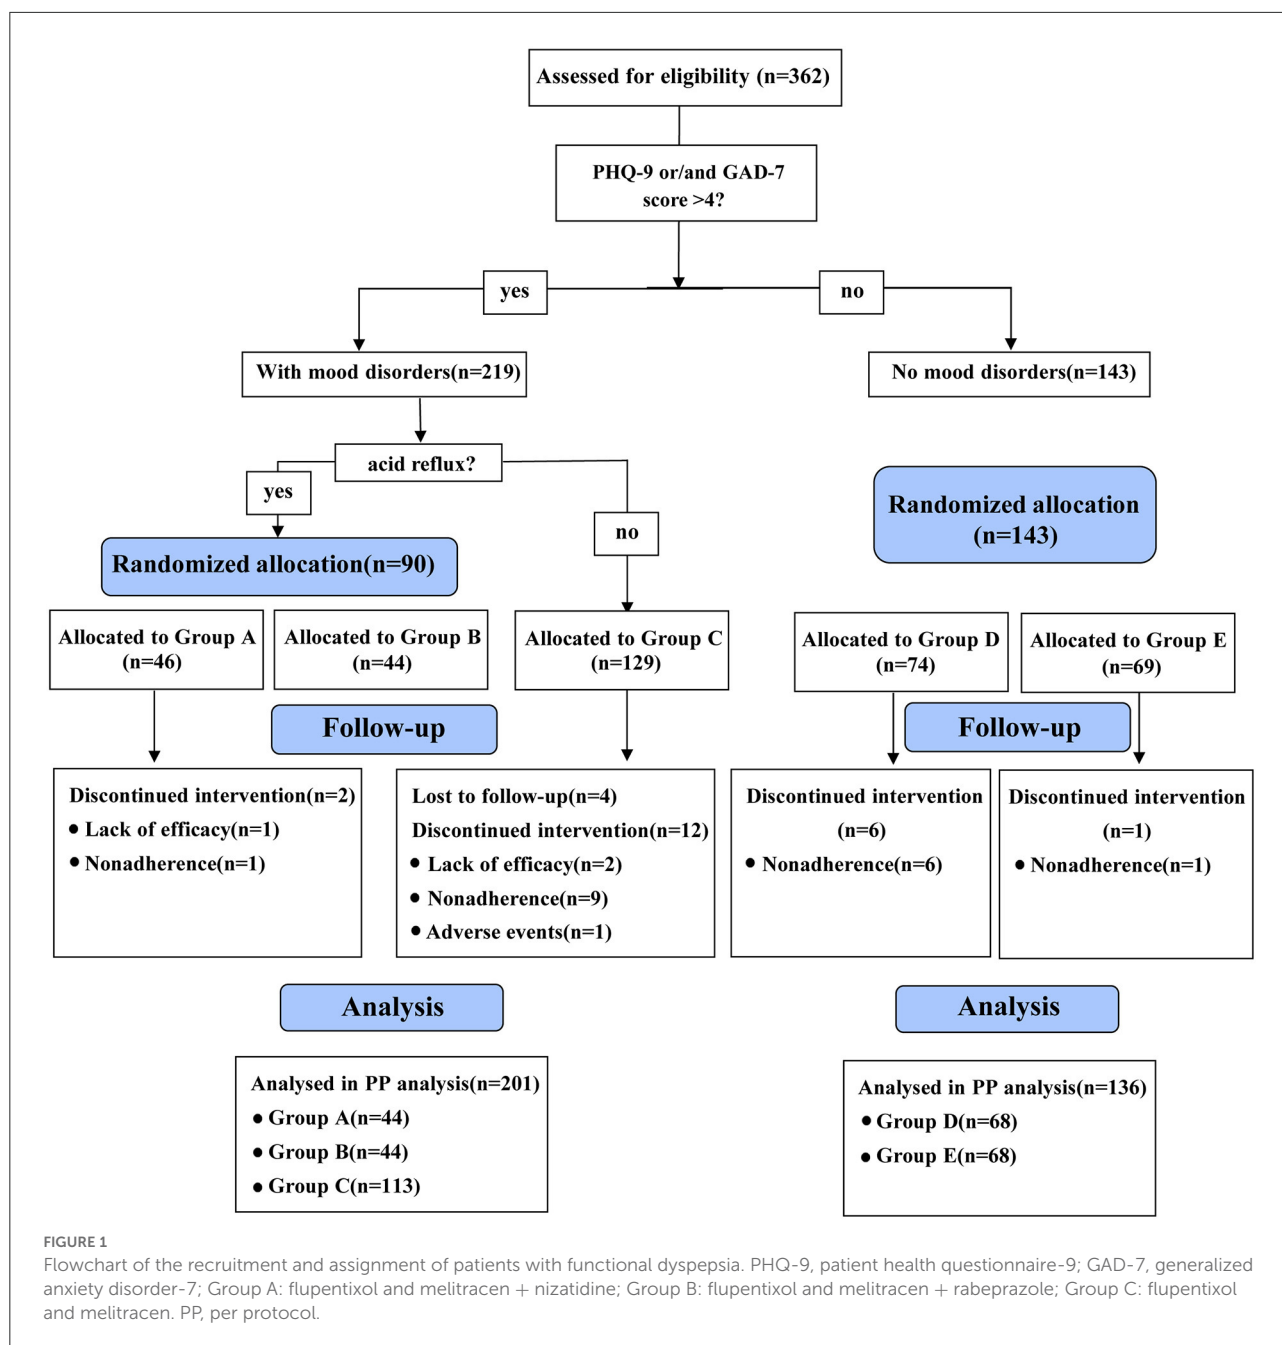 Assessed for eligibility (n=362)
PHQ-9 or/and GAD-7
score >4?
yes
no
With mood disorders(n=219)
No mood disorders(n=143)
acid reflux?
yes
no
Randomized allocation(n=90)
Randomized allocation
(n=143)
Allocated to Group A
(n=46)
Allocated to Group B
(n=44)
Allocated to Group C
(n=129)
Allocated to Group D
(n=74)
Allocated to Group E
(n=69)
Follow-up
Follow-up
Discontinued intervention(n=2)
● Lack of efficacy(n=1)
● Nonadherence(n=1)
Lost to follow-up(n=4)
Discontinued intervention(n=12)
● Lack of efficacy(n=2)
● Nonadherence(n=9)
● Adverse events(n=1)
Discontinued intervention
(n=6)
● Nonadherence(n=6)
Discontinued intervention
(n=1)
● Nonadherence(n=1)
Analysis
Analysis
Analysed in PP analysis(n=201)
● Group A(n=44)
● Group B(n=44)
● Group C(n=113)
Analysed in PP analysis(n=136)
● Group D(n=68)
● Group E(n=68)
FIGURE 1
Flowchart of the recruitment and assignment of patients with functional dyspepsia. PHQ-9, patient health questionnaire-9; GAD-7, generalized
anxiety disorder-7; Group A: flupentixol and melitracen + nizatidine; Group B: flupentixol and melitracen + rabeprazole; Group C: flupentixol
and melitracen. PP, per protocol.